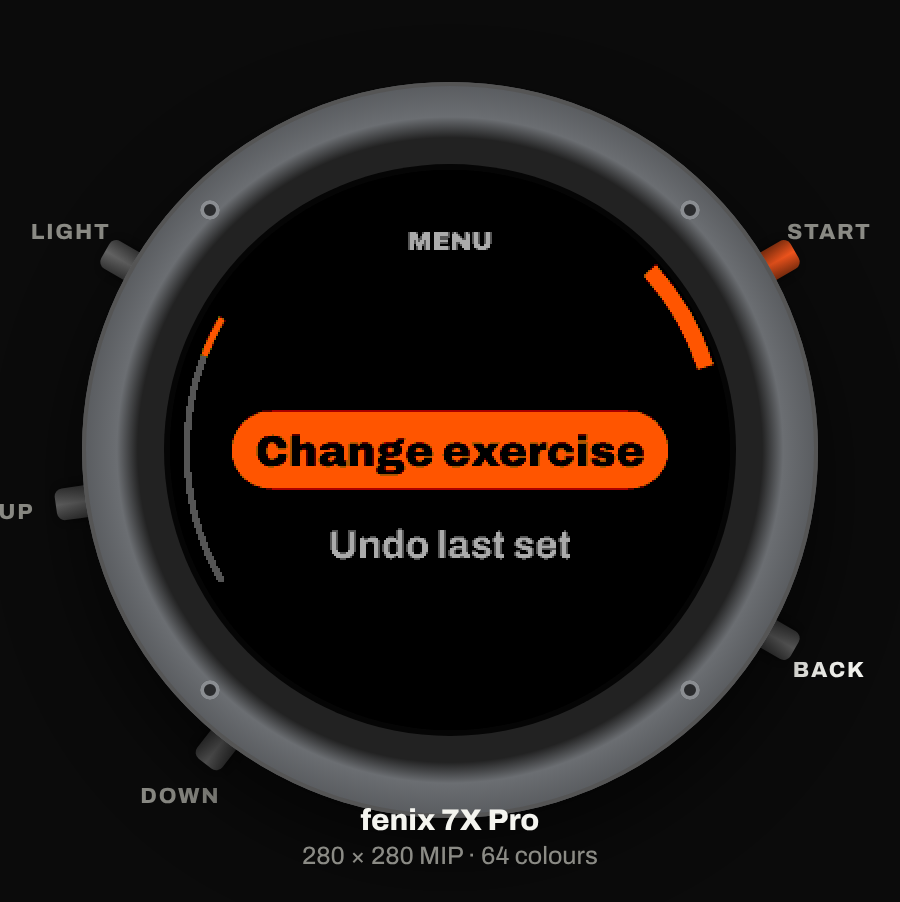 MENU
LIGHT
START
Change exercise
UP
Undo last set
BACK
DOWN
fenix 7X Pro
280 × 280 MIP · 64 colours